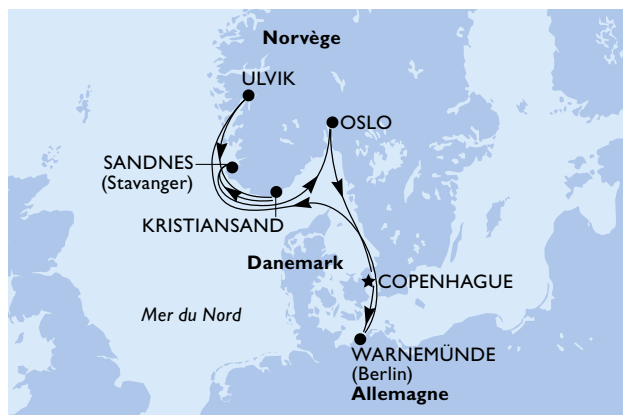 Norvège
ULVIK
OSLO
SANDNES
(Stavanger)
KRISTIANSAND
Danemark
COPENHAGUE
Mer du Nord
WARNEMÜNDE
(Berlin)
Allemagne